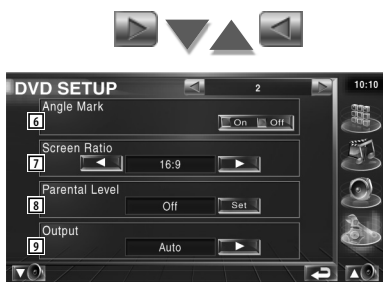 DVD SETUP
2
10:10
Angle Mark
6
On Off
Screen Ratio
7
16:9
Parental Level
8
Off Set
Output
9
Auto